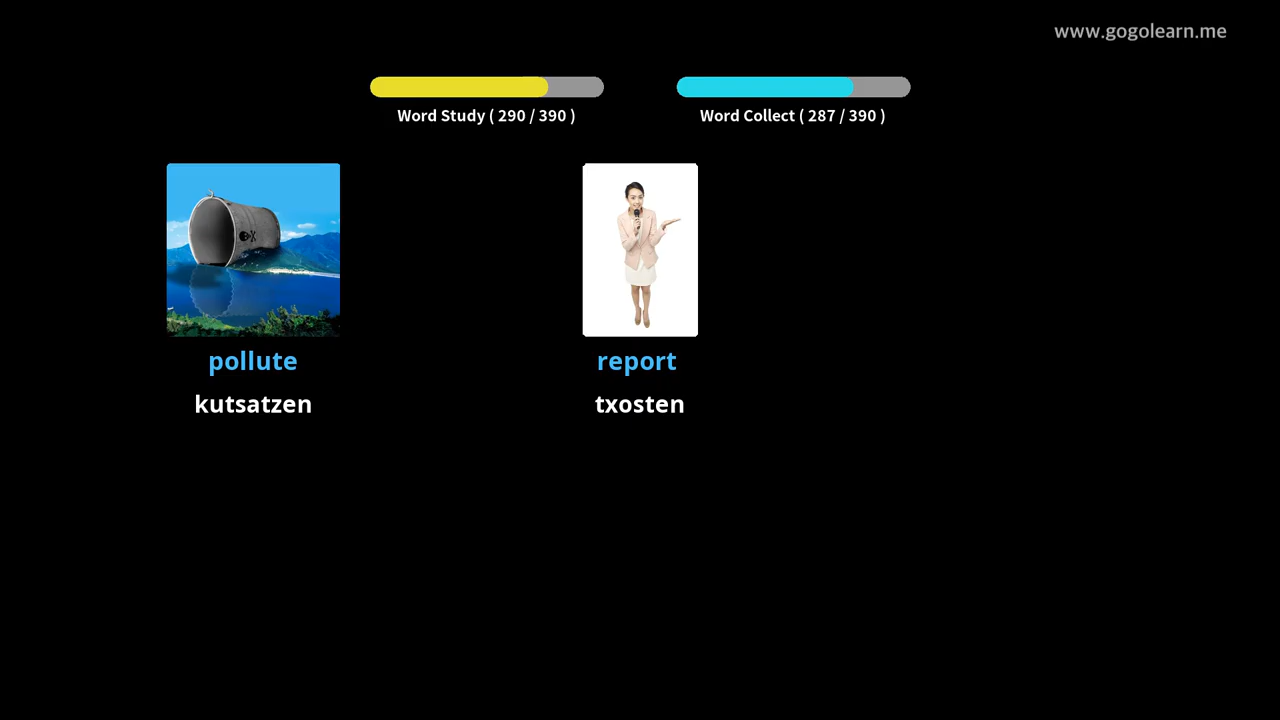 www.gogolearn.me
Word Study ( 290 / 390 )
Word Collect ( 287 / 390 )
pollute
report
kutsatzen
txosten